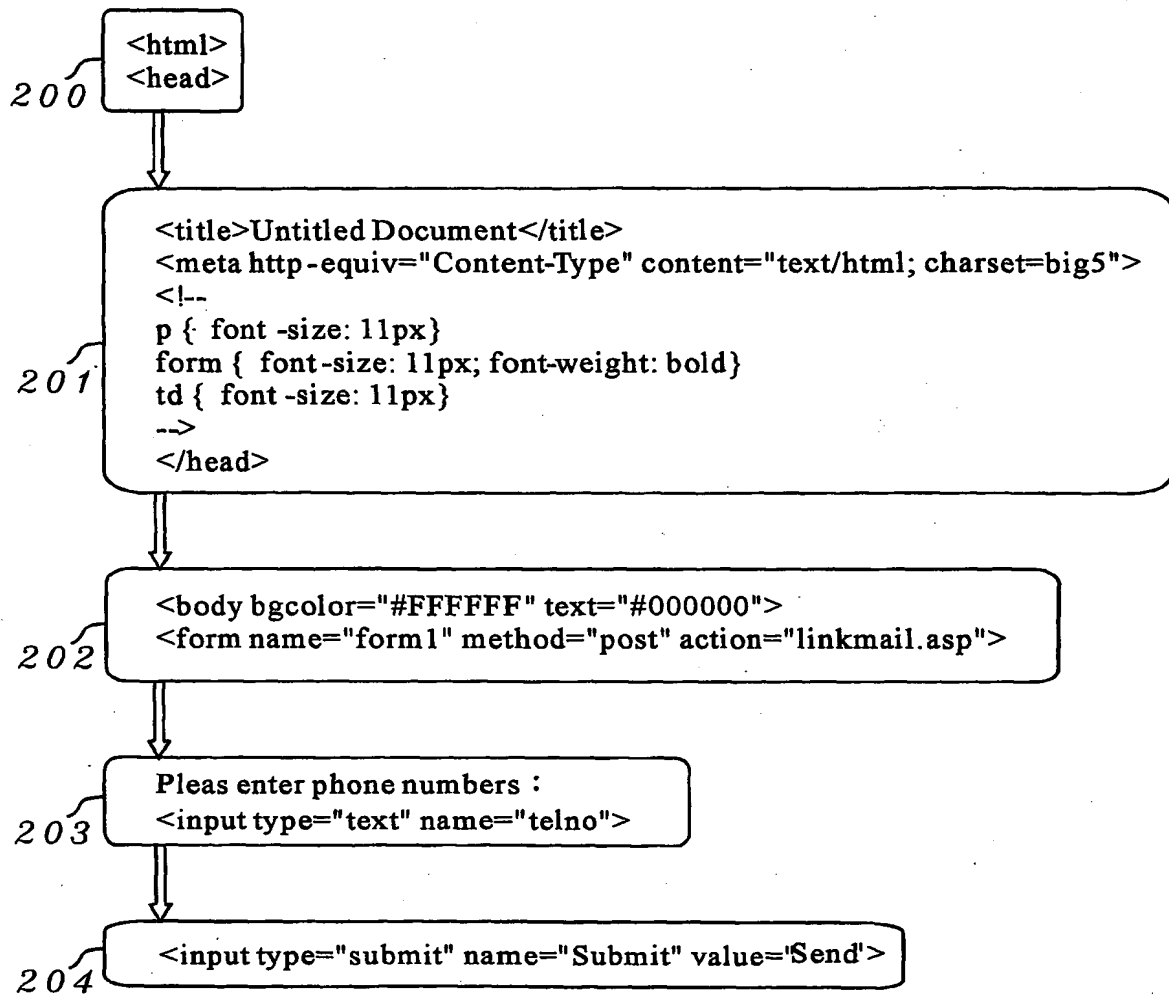 <html>
<head>
200
<title>Untitled Document</title>
<meta http-equiv="Content-Type" content="text/html; charset=big5">
<!--
p { font -size: 11px}
form { font-size: 11px; font-weight: bold}
td { font -size: 11px}
-->
</head>
201
<body bgcolor="#FFFFFF" text="#000000">
<form name="form1" method="post" action="linkmail.asp">
202
Pleas enter phone numbers :
<input type="text" name="telno">
203
<input type="submit" name="Submit" value='Send'>
204